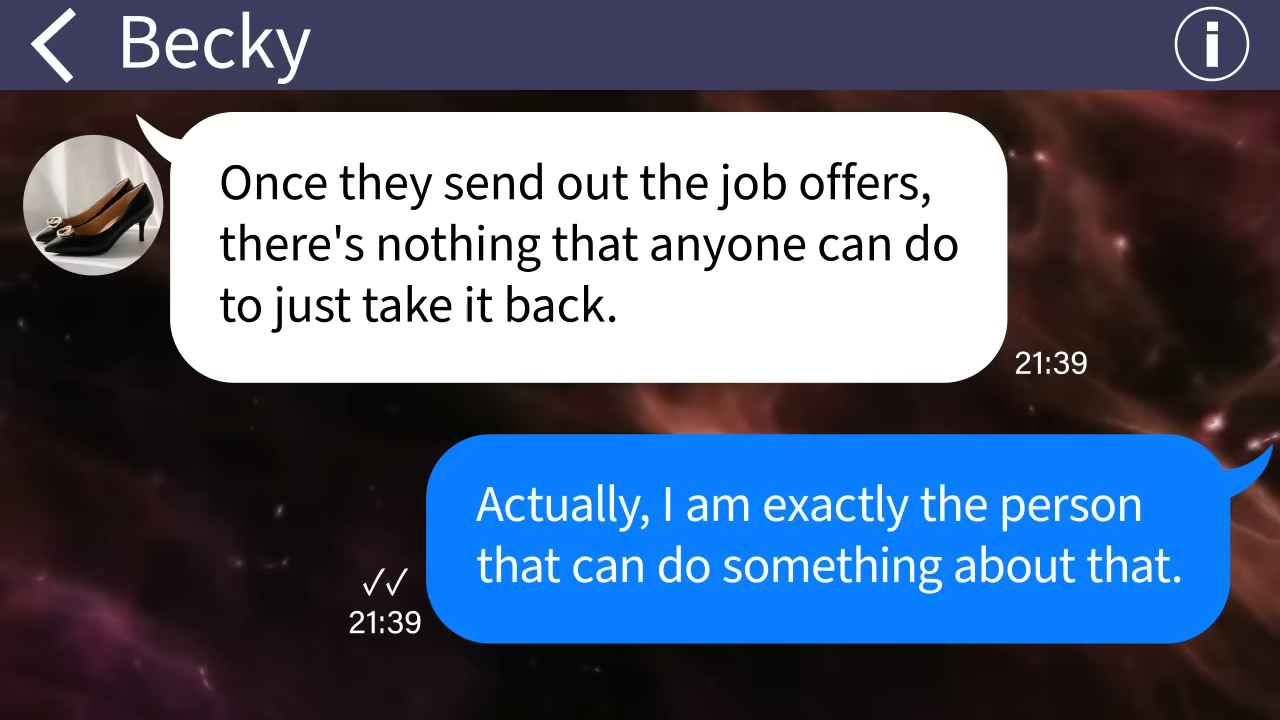 Becky
Once they send out the job offers,
there's nothing that anyone can do
to just take it back.
21:39
Actually, I am exactly the person
that can do something about that.
21:39